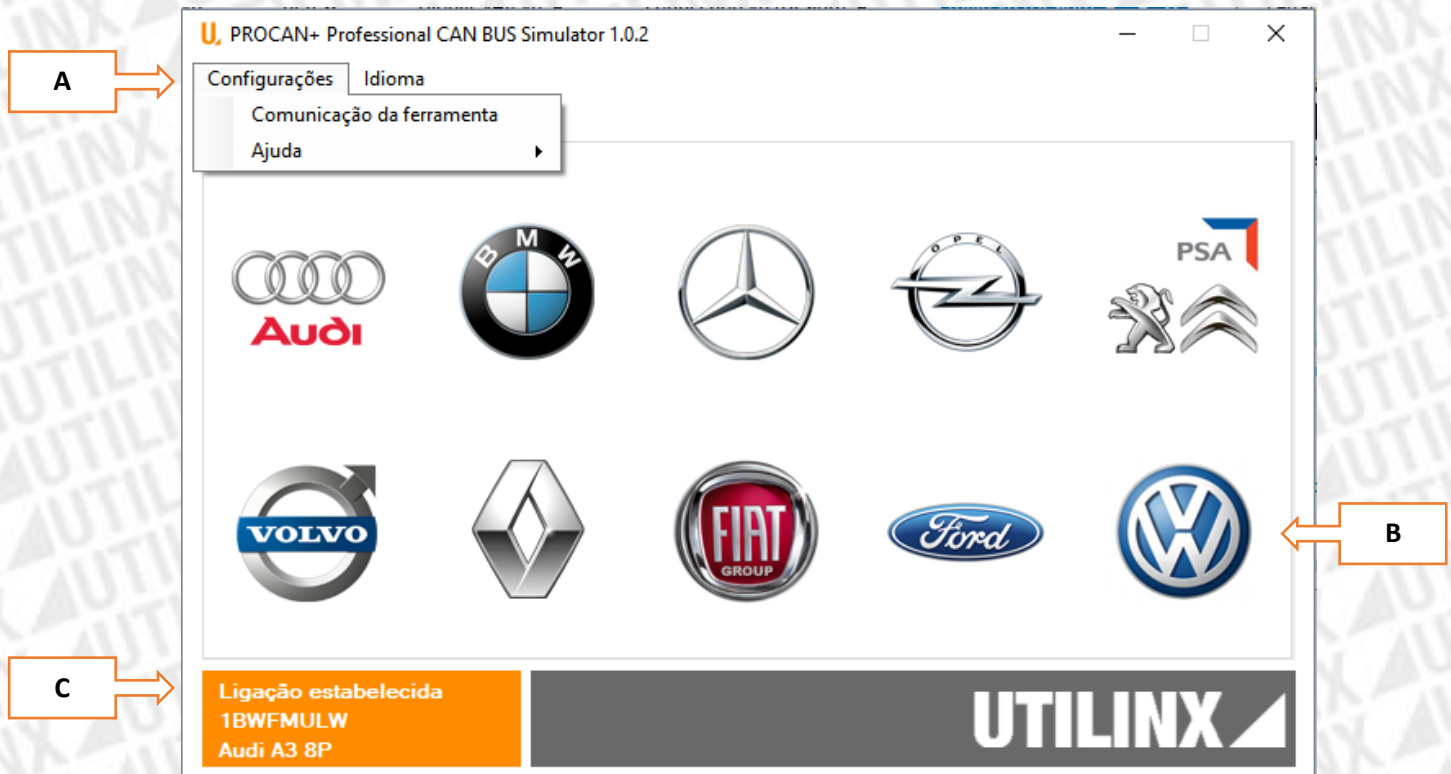 U. PROCAN+ Professional CAN BUS Simulator 1.0.2
A
Configurações Idioma
Comunicação da ferramenta
Ajuda
Audi
BMW
OPEL
PSA
VOLVO
FIAT
GROUP
Ford
VW
B
C
Ligação estabelecida
1BWFMULW
Audi A3 8P
UTILINX